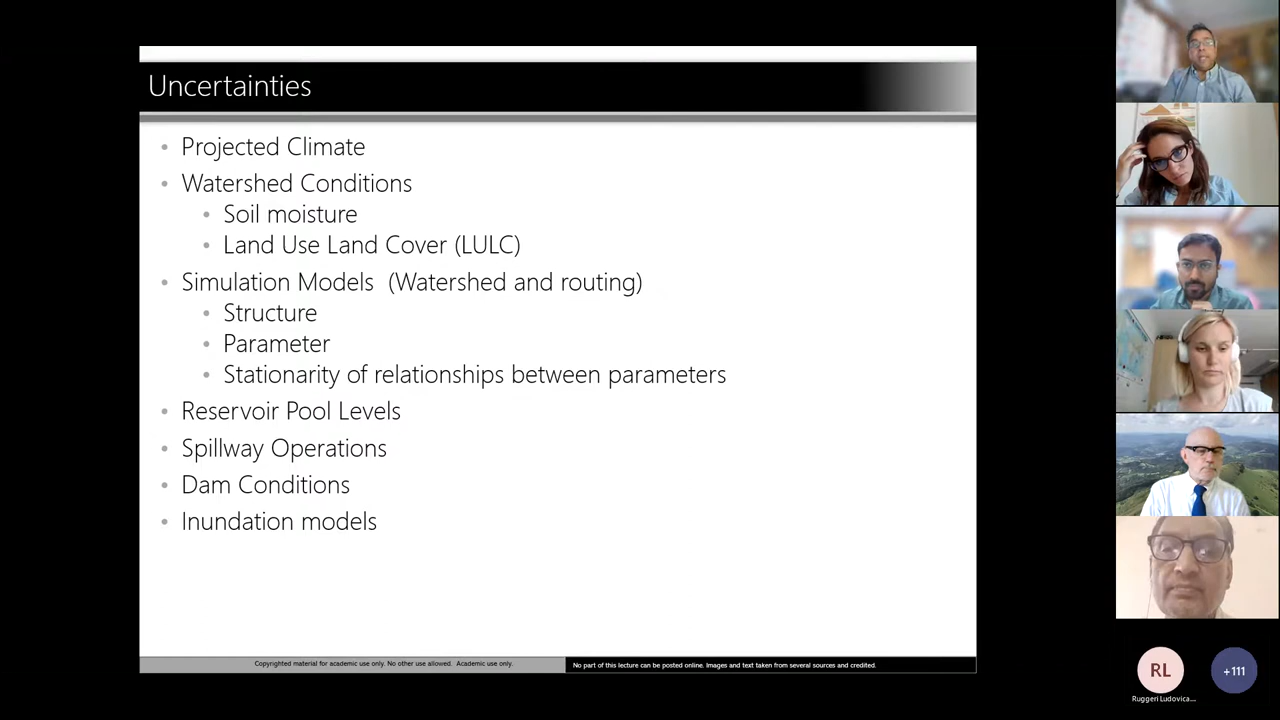 Uncertainties
• Projected Climate
• Watershed Conditions
• Soil moisture
• Land Use Land Cover (LULC)
• Simulation Models (Watershed and routing)
• Structure
• Parameter
• Stationarity of relationships between parameters
• Reservoir Pool Levels
• Spillway Operations
• Dam Conditions
• Inundation models
Copyrighted material for academic use only. No other use allowed. Academic use only.
No part of this lecture can be posted online. Images and text taken from several sources and credited.
RL
+111
Ruggeri Ludovica...